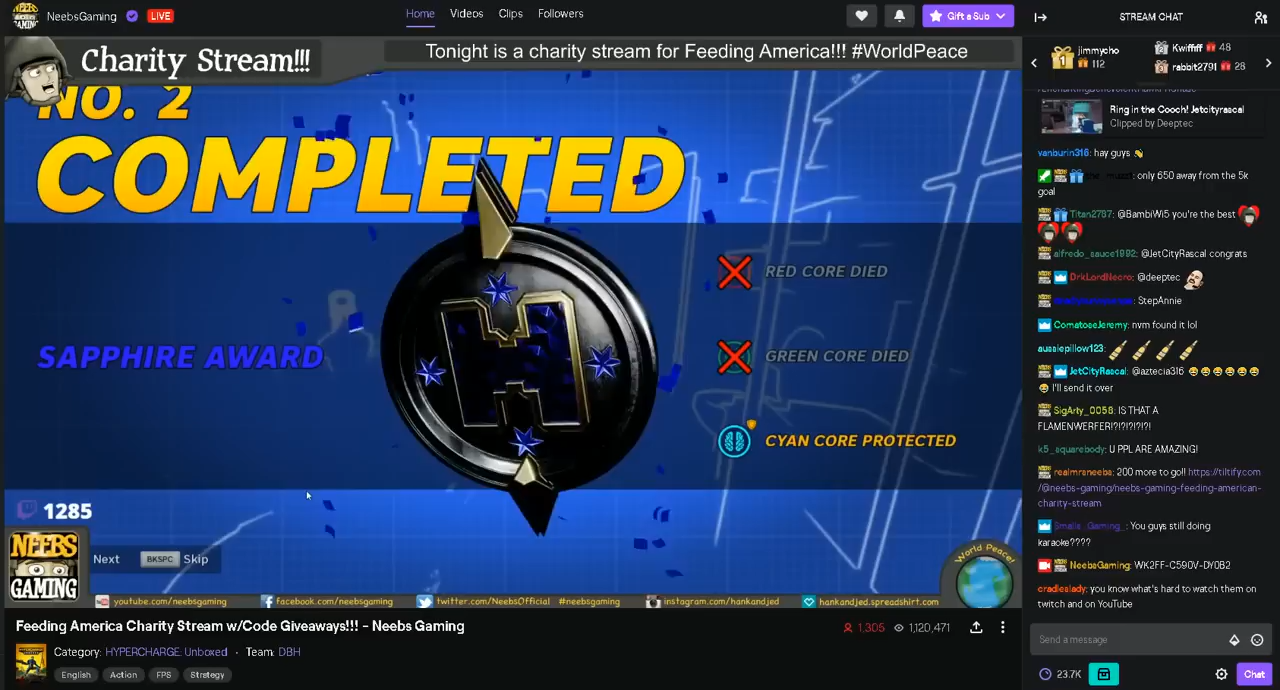 NeebsGaming LIVE
Home Videos Clips Followers
Gift a Sub
STREAM CHAT
Charity Stream!!!
Tonight is a charity stream for Feeding America!!! #WorldPeace
NO. 2
COMPLETED
SAPPHIRE AWARD
RED CORE DIED
GREEN CORE DIED
CYAN CORE PROTECTED
1285
NEEBS
GAMING
Next BKSPC Skip
World Peace!
youtube.com/neebsgaming facebook.com/neebsgaming twitter.com/NeebsOfficial #neebsgaming instagram.com/hankandjed hankandjed.spreadshirt.com
Feeding America Charity Stream w/Code Giveaways!!! - Neebs Gaming
1,305 1,120,471
Category: HYPERCHARGE: Unboxed · Team: DBH
English Action FPS Strategy
1 jimmycho
112
2 Kwiffiff 48
3 rabbit2791 28
Ring in the Gooch! Jetcityrascal
Clipped by Deeptec
vanburin316: hay guys
: only 650 away from the 5k
goal
Titan2787: @BambiWi5 you're the best
alfredo_sauce1992: @JetCityRascal congrats
DrkLordNecro: @deeptec
StepAnnie
ComatoseJeremy: nvm found it lol
aussiepillow123:
JetCityRascal: @aztecia316
I'll send it over
SigArty_0058: IS THAT A
FLAMENWERFER!?!?!?!?!?!
k5_squarebody: U PPL ARE AMAZING!
realmrsneebs: 200 more to go!! https://tiltify.com
/@neebs-gaming/neebs-gaming-feeding-american-
charity-stream
Smalls_Gaming_: You guys still doing
karaoke????
NeebsGaming: WK2FF-C590V-DY0B2
cradleslady: you know what's hard to watch them on
twitch and on YouTube
Send a message
23.7K
Chat